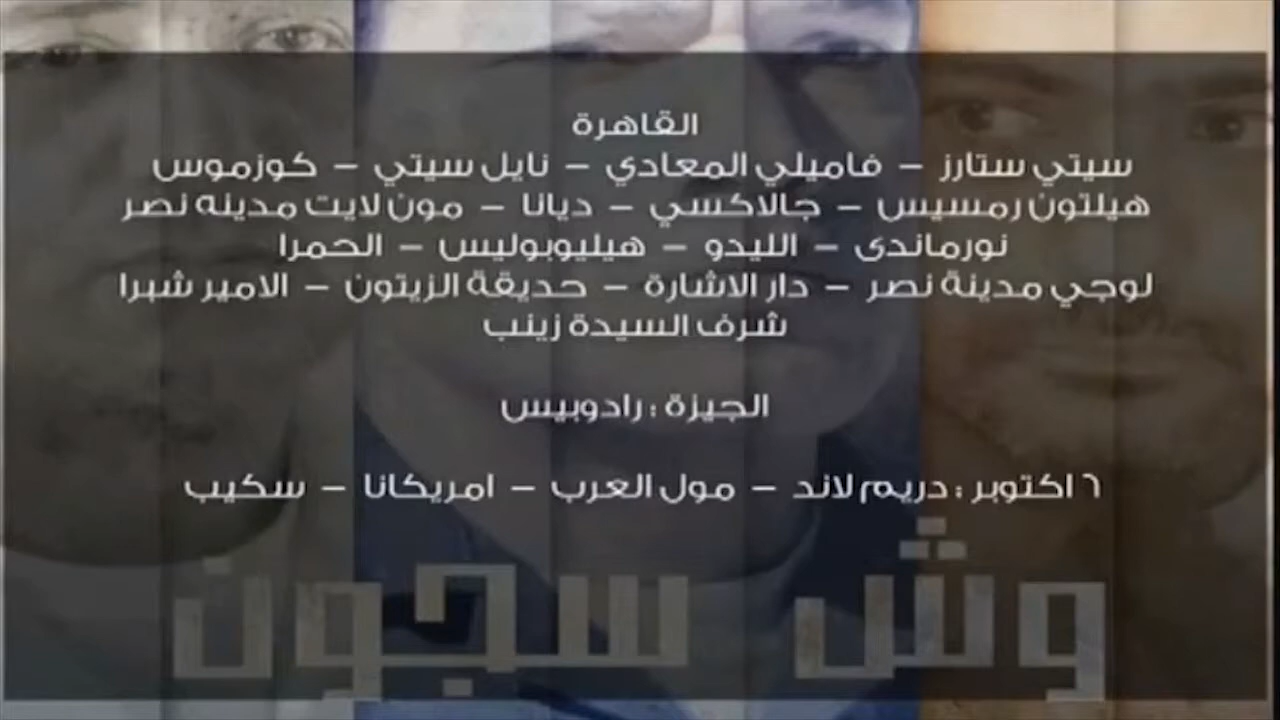 القاهرة
سيتي ستارز – فاميلي المعادي – نايل سيتي – كوزموس
هيلتون رمسيس – جالاكسي – ديانا – مون لايت مدينه نصر
نورماندى – الليدو – هيليوبوليس – الحمرا
لوجي مدينة نصر – دار الاشارة – حديقة الزيتون – الامير شبرا
شرف السيدة زينب
الجيزة : رادوبيس
٦ اكتوبر : دريم لاند – مول العرب – امريكانا – سكيب
وش سجون